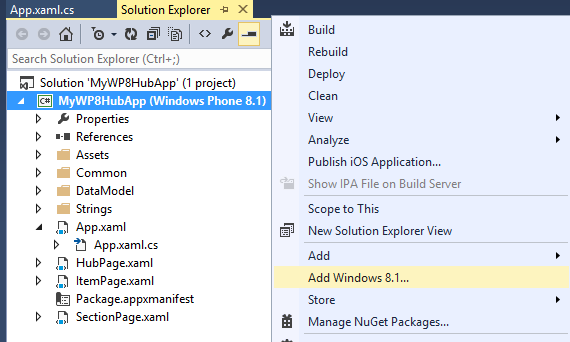 App.xaml.cs
Solution Explorer
Search Solution Explorer (Ctrl+;)
Solution 'MyWP8HubApp' (1 project)
C# MyWP8HubApp (Windows Phone 8.1)
Properties
References
Assets
Common
DataModel
Strings
App.xaml
App.xaml.cs
HubPage.xaml
ItemPage.xaml
Package.appxmanifest
SectionPage.xaml
Build
Rebuild
Deploy
Clean
View
Analyze
Publish iOS Application...
Show IPA File on Build Server
Scope to This
New Solution Explorer View
Add
Add Windows 8.1...
Store
Manage NuGet Packages...